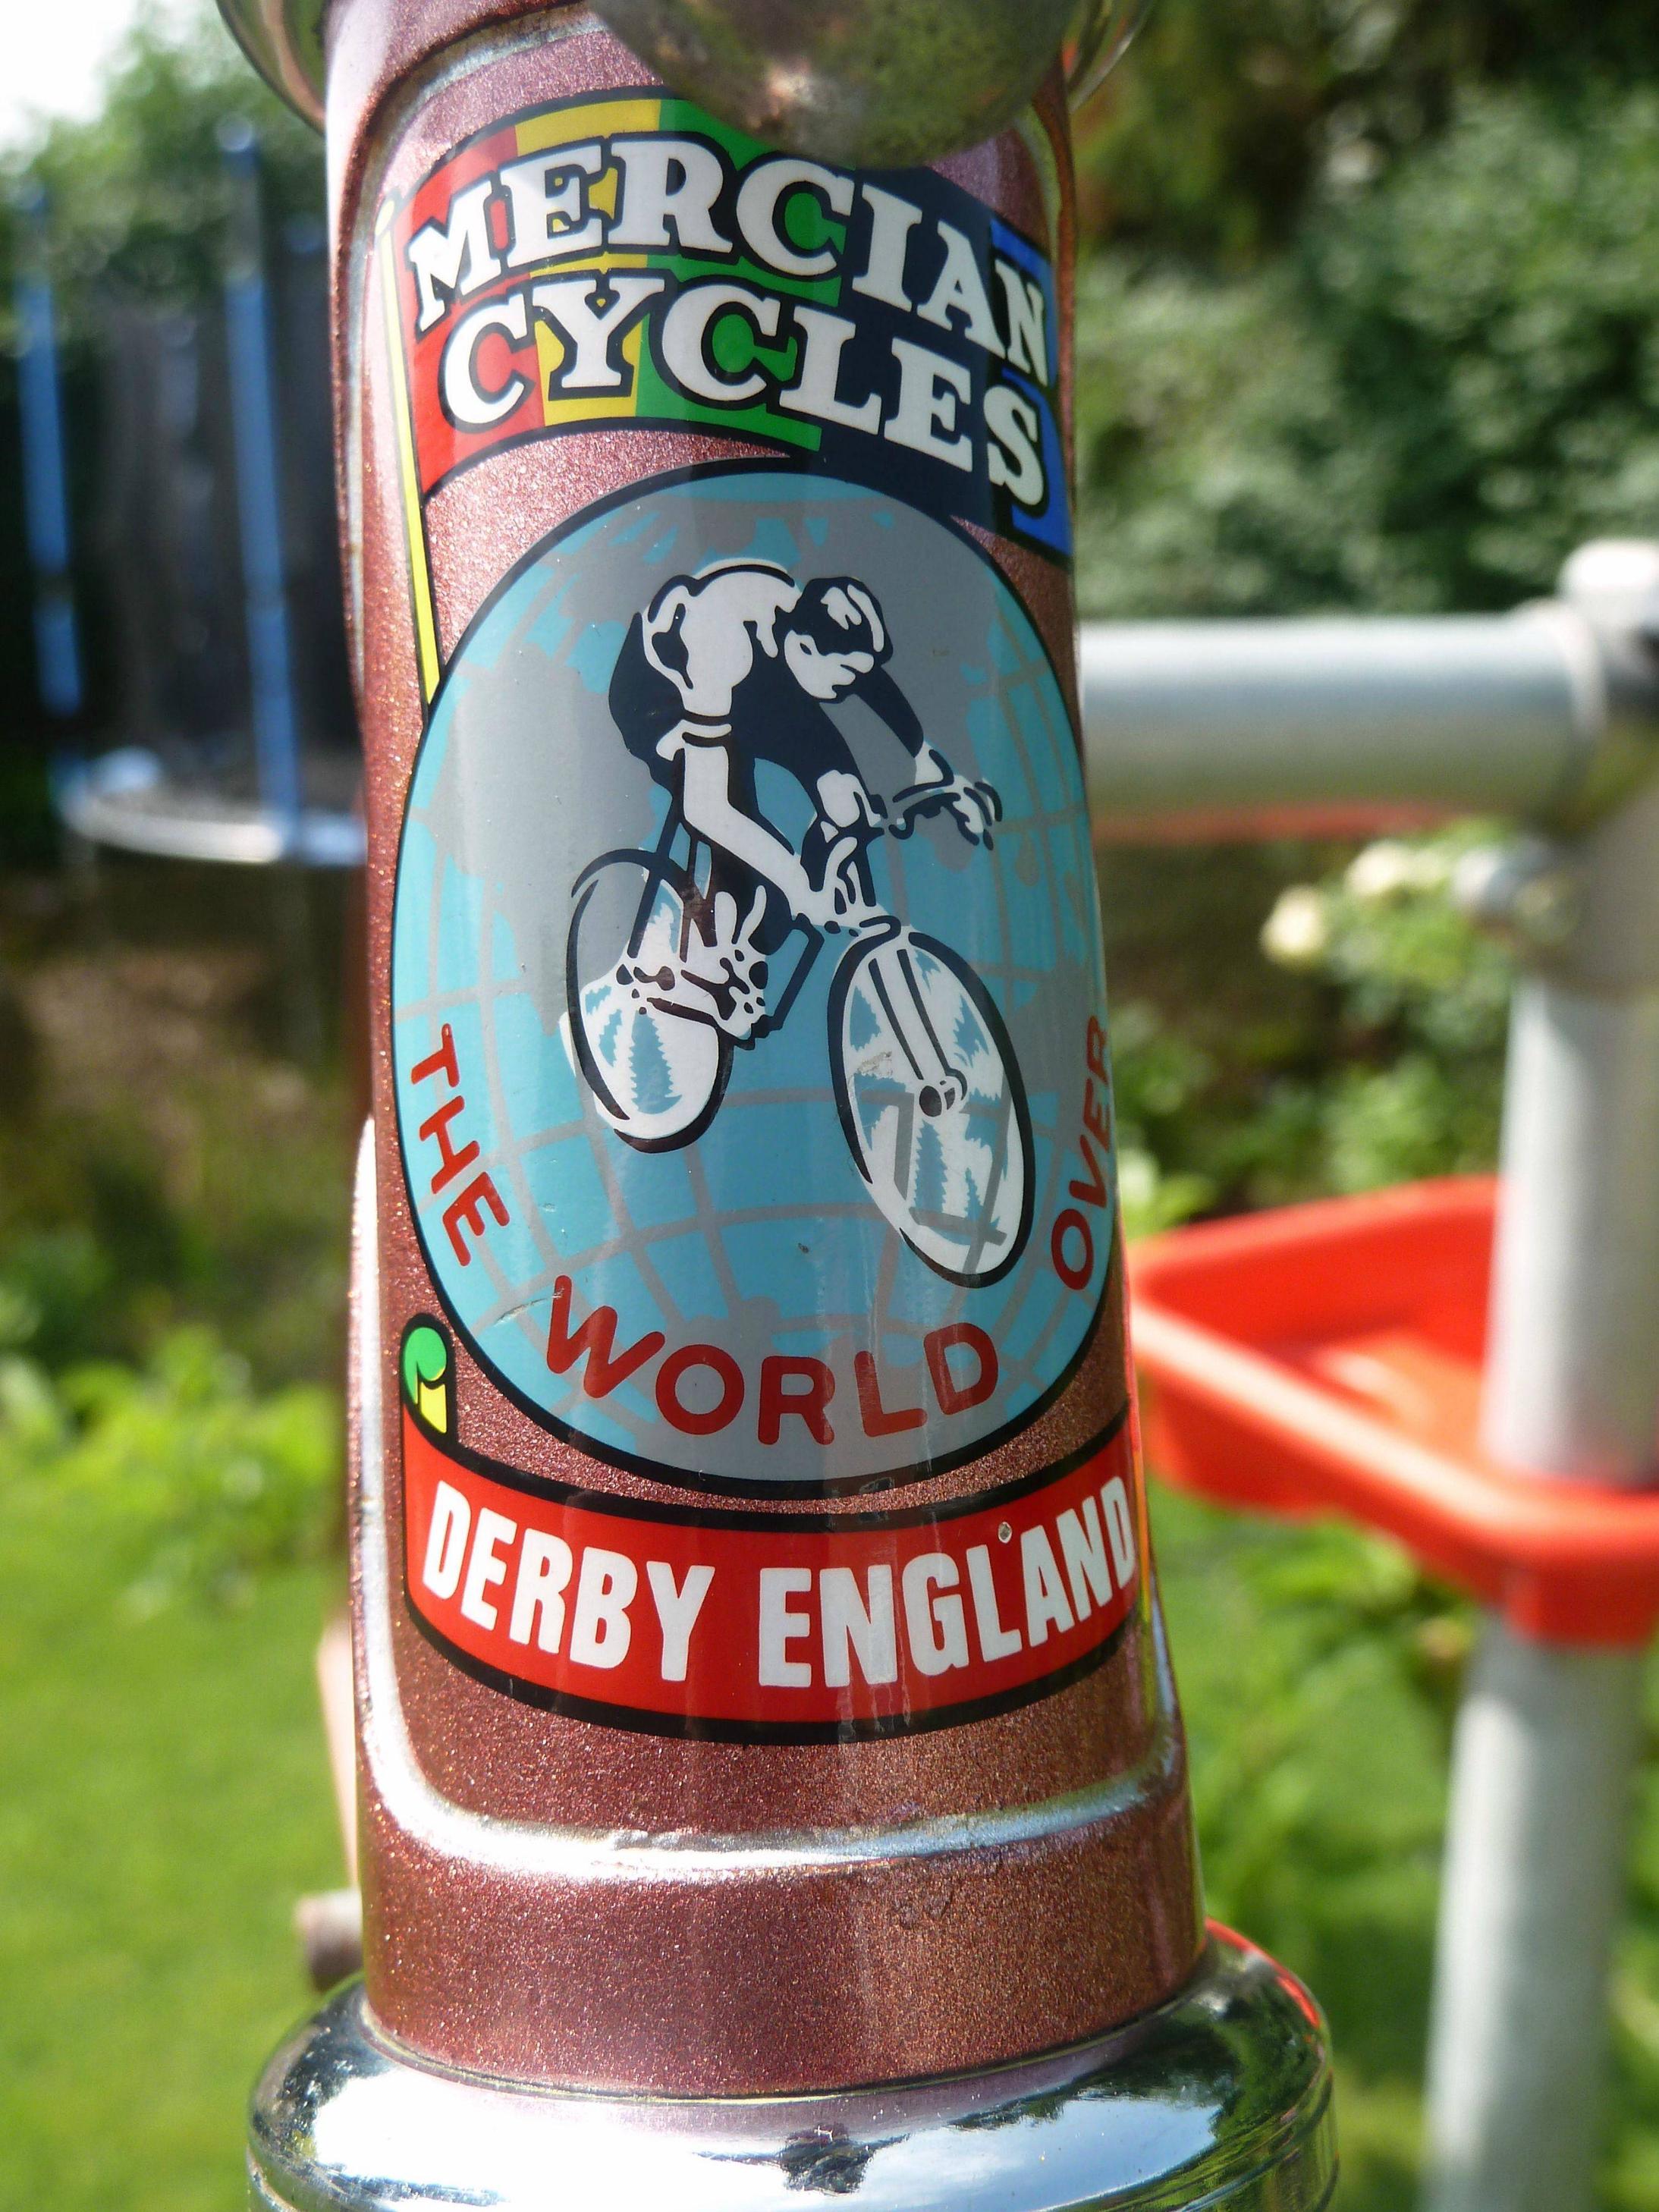 MERCIAN
CYCLES
THE WORLD OVER
DERBY ENGLAND